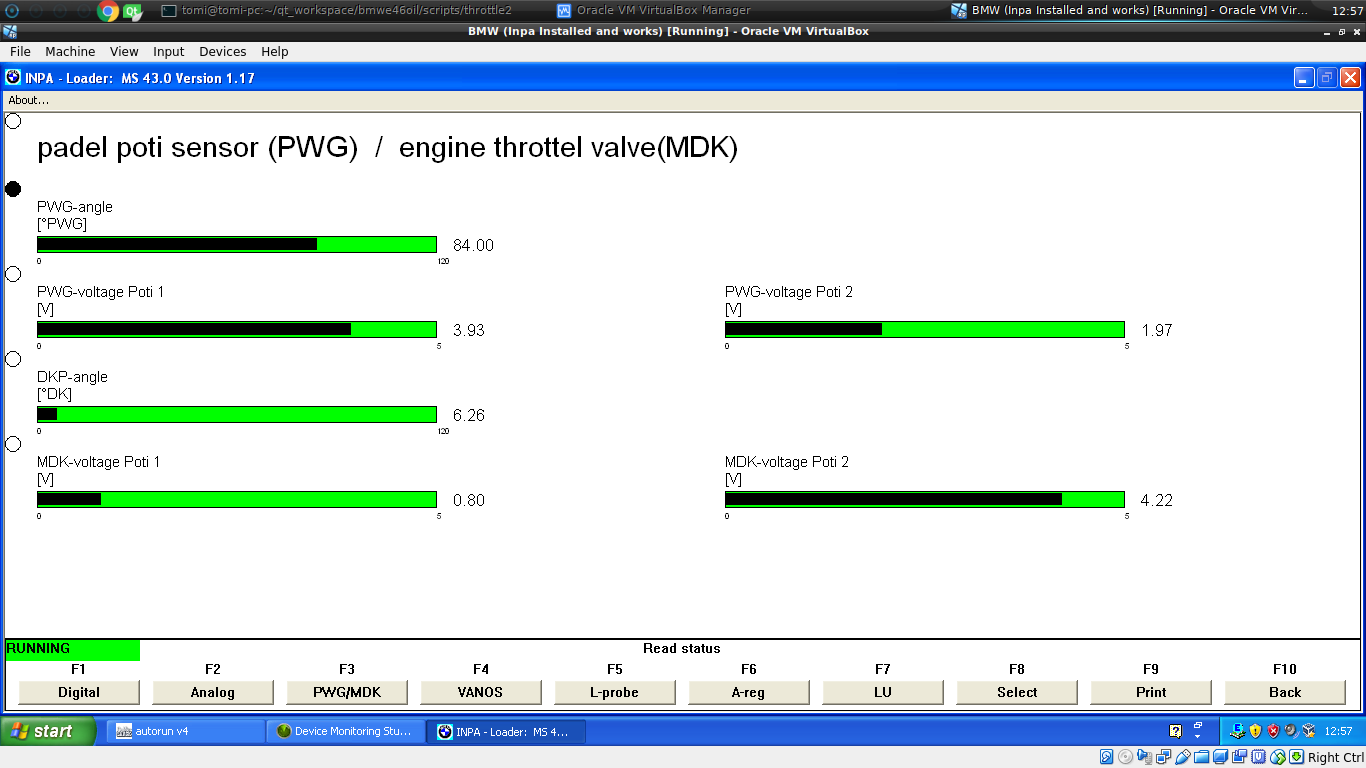 tomi@tomi-pc:~/qt_workspace/bmwe46oil/scripts/throttle2
Oracle VM VirtualBox Manager
BMW (Inpa Installed and works) [Running] - Oracle VM Vir...
12:57
BMW (Inpa Installed and works) [Running] - Oracle VM VirtualBox
File Machine View Input Devices Help
INPA - Loader: MS 43.0 Version 1.17
About...
padel poti sensor (PWG) / engine throttel valve(MDK)
PWG-angle
[°PWG]
84.00
0 120
PWG-voltage Poti 1 PWG-voltage Poti 2
[V] [V]
3.93 1.97
0 5 0 5
DKP-angle
[°DK]
6.26
0 120
MDK-voltage Poti 1 MDK-voltage Poti 2
[V] [V]
0.80 4.22
0 5 0 5
RUNNING Read status
F1 F2 F3 F4 F5 F6 F7 F8 F9 F10
Digital Analog PWG/MDK VANOS L-probe A-reg LU Select Print Back
start autorun v4 Device Monitoring Stu... INPA - Loader: MS 4... 12:57
Right Ctrl